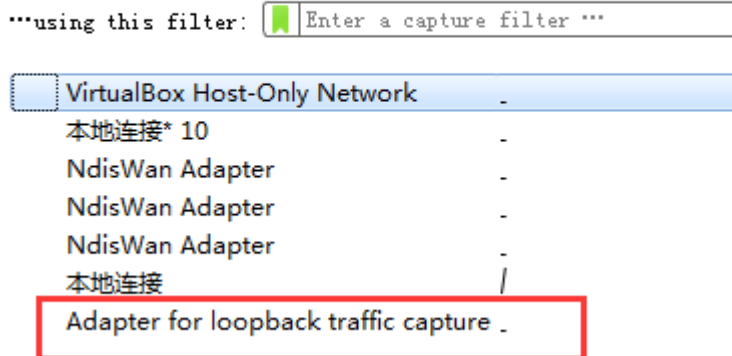 …using this filter: Enter a capture filter …
VirtualBox Host-Only Network
本地连接* 10
NdisWan Adapter
NdisWan Adapter
NdisWan Adapter
本地连接
Adapter for loopback traffic capture